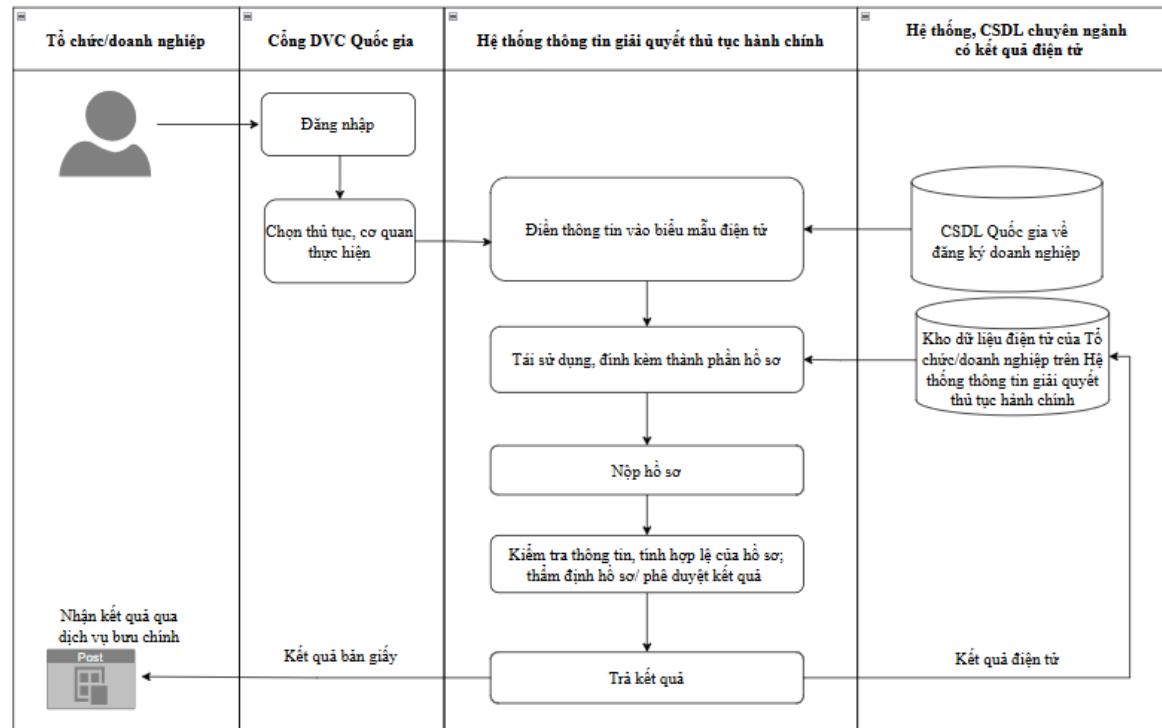 Tổ chức/doanh nghiệp
Cổng DVC Quốc gia
Hệ thống thông tin giải quyết thủ tục hành chính
Hệ thống, CSDL chuyên ngành
có kết quả điện tử
Đăng nhập
Chọn thủ tục, cơ quan
thực hiện
Điền thông tin vào biểu mẫu điện tử
CSDL Quốc gia về
đăng ký doanh nghiệp
Tái sử dụng, đính kèm thành phần hồ sơ
Kho dữ liệu điện tử của Tổ
chức/doanh nghiệp trên Hệ
thống thông tin giải quyết
thủ tục hành chính
Nộp hồ sơ
Kiểm tra thông tin, tính hợp lệ của hồ sơ;
thẩm định hồ sơ/ phê duyệt kết quả
Nhận kết quả qua
dịch vụ bưu chính
Post
Kết quả bản giấy
Trả kết quả
Kết quả điện tử